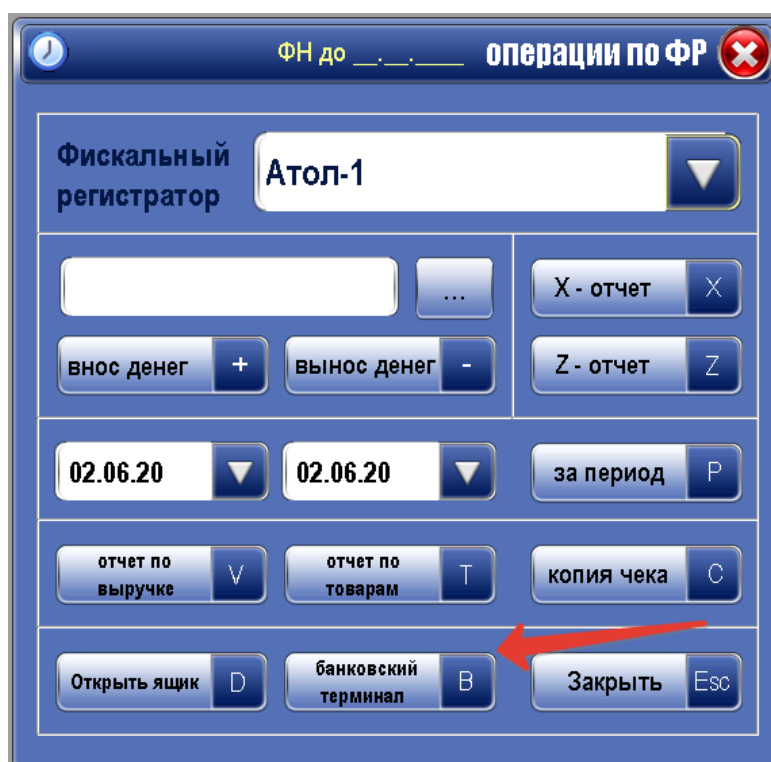 ФН до __.__.____ операции по ФР
Фискальный
регистратор
Атол-1
...
X - отчет X
внос денег +
вынос денег -
Z - отчет Z
02.06.20
02.06.20
за период P
отчет по
выручке
V
отчет по
товарам
T
копия чека C
Открыть ящик D
банковский
терминал
B
Закрыть Esc